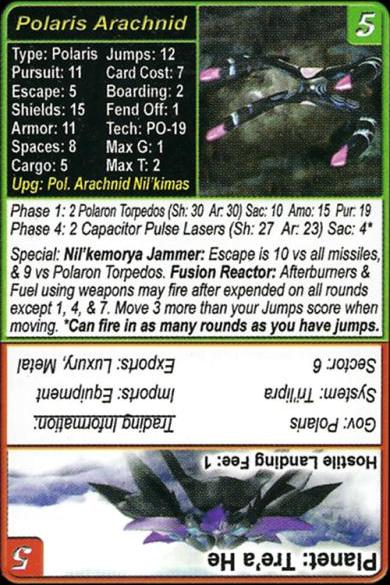 Polaris Arachnid
5
Type: Polaris Jumps: 12
Pursuit: 11 Card Cost: 7
Escape: 5 Boarding: 2
Shields: 15 Fend Off: 1
Armor: 11 Tech: PO-19
Spaces: 8 Max G: 1
Cargo: 5 Max T: 2
Upg: Pol. Arachnid Nil'kimas
Phase 1: 2 Polaron Torpedos (Sh: 30 Ar: 30) Sac: 10 Amo: 15 Pur: 19
Phase 4: 2 Capacitor Pulse Lasers (Sh: 27 Ar: 23) Sac: 4*
Special: Nil'kemorya Jammer: Escape is 10 vs all missiles,
& 9 vs Polaron Torpedos. Fusion Reactor: Afterburners &
Fuel using weapons may fire after expended on all rounds
except 1, 4, & 7. Move 3 more than your Jumps score when
moving. *Can fire in as many rounds as you have jumps.
Planet: Tre'a He
5
Hostile Landing Fee: 1
Gov: Polaris Trading Information:
System: Tri'lipra Imports: Equipment
Sector: 6 Exports: Luxury, Metal